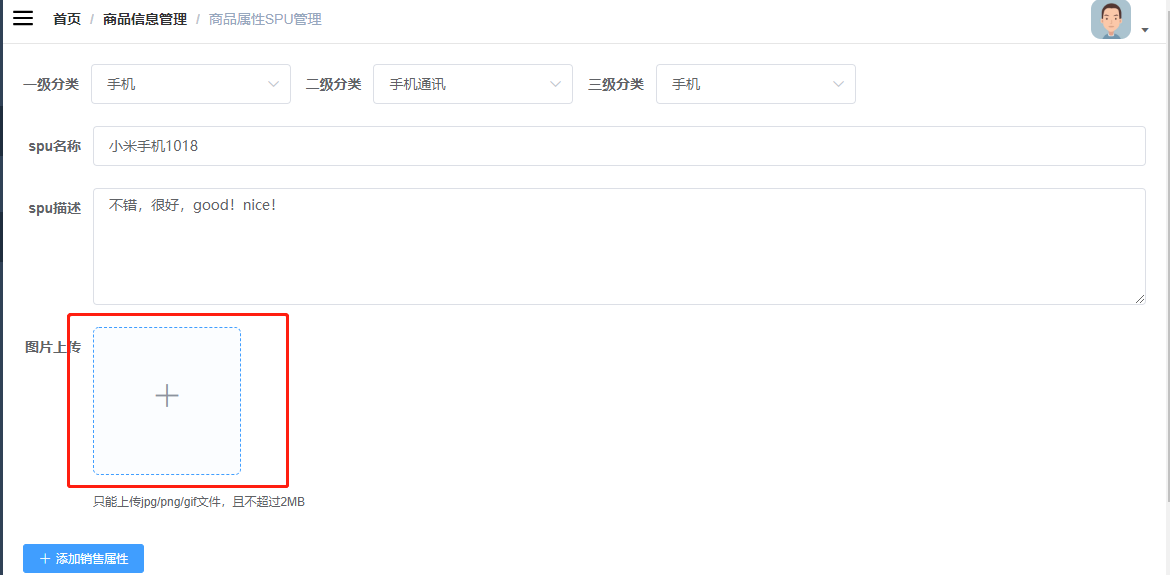 首页 / 商品信息管理 / 商品属性SPU管理
一级分类 手机 二级分类 手机通讯 三级分类 手机
spu名称 小米手机1018
spu描述 不错，很好，good！nice！
图片上传
只能上传jpg/png/gif文件，且不超过2MB
添加销售属性